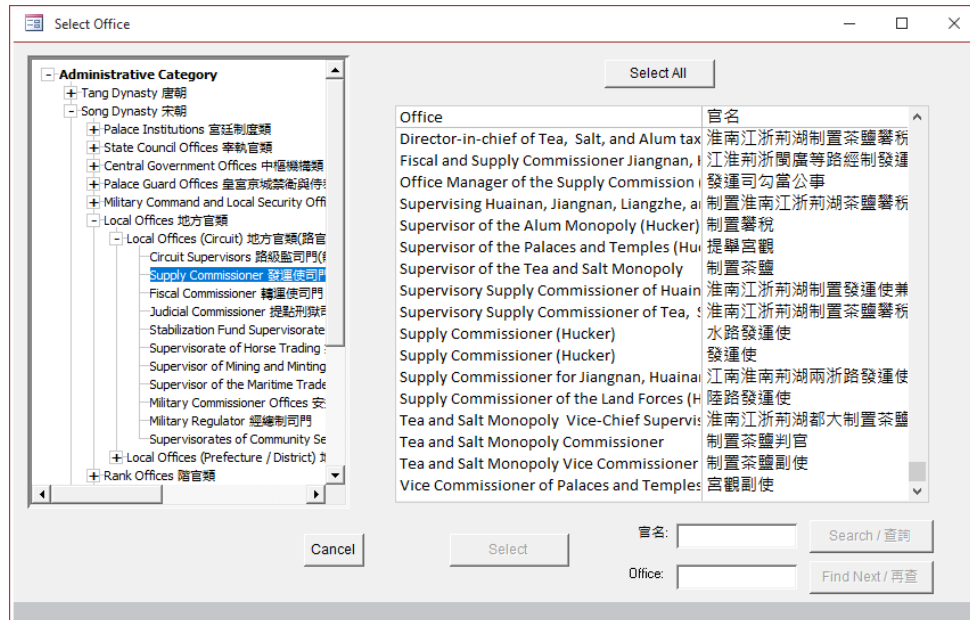 Select Office
Administrative Category
Tang Dynasty 唐朝
Song Dynasty 宋朝
Palace Institutions 宮廷制度類
State Council Offices 宰執官類
Central Government Offices 中樞機構類
Palace Guard Offices 皇宮京城禁衛與侍
Military Command and Local Security Offi
Local Offices 地方官類
Local Offices (Circuit) 地方官類(路官
Circuit Supervisors 路級監司門(
Supply Commissioner 發運使司門
Fiscal Commissioner 轉運使司門
Judicial Commissioner 提點刑獄司
Stabilization Fund Supervisorate
Supervisorate of Horse Trading
Supervisor of Mining and Minting
Supervisor of the Maritime Trade
Military Commissioner Offices 安
Military Regulator 經總制司門
Supervisorates of Community Se
Local Offices (Prefecture / District)
Rank Offices 階官類
Select All
Office 官名
Director-in-chief of Tea, Salt, and Alum tax 淮南江浙荊湖制置茶鹽礬稅
Fiscal and Supply Commissioner Jiangnan, 江淮荊浙閩廣等路經制發運
Office Manager of the Supply Commission ( 發運司勾當公事
Supervising Huainan, Jiangnan, Liangzhe, a 制置淮南江浙荊湖茶鹽礬稅
Supervisor of the Alum Monopoly (Hucker) 制置礬稅
Supervisor of the Palaces and Temples (Huc 提舉宮觀
Supervisor of the Tea and Salt Monopoly 制置茶鹽
Supervisory Supply Commissioner of Huain 淮南江浙荊湖制置發運使兼
Supervisory Supply Commissioner of Tea, S 淮南江浙荊湖制置茶鹽礬稅
Supply Commissioner (Hucker) 水路發運使
Supply Commissioner (Hucker) 發運使
Supply Commissioner for Jiangnan, Huainan 江南淮南荊湖兩浙路發運使
Supply Commissioner of the Land Forces (H 陸路發運使
Tea and Salt Monopoly Vice-Chief Supervis 淮南江浙荊湖都大制置茶鹽
Tea and Salt Monopoly Commissioner 制置茶鹽判官
Tea and Salt Monopoly Vice Commissioner 制置茶鹽副使
Vice Commissioner of Palaces and Temples 宮觀副使
Cancel
Select
官名:
Search / 查詢
Office:
Find Next / 再查